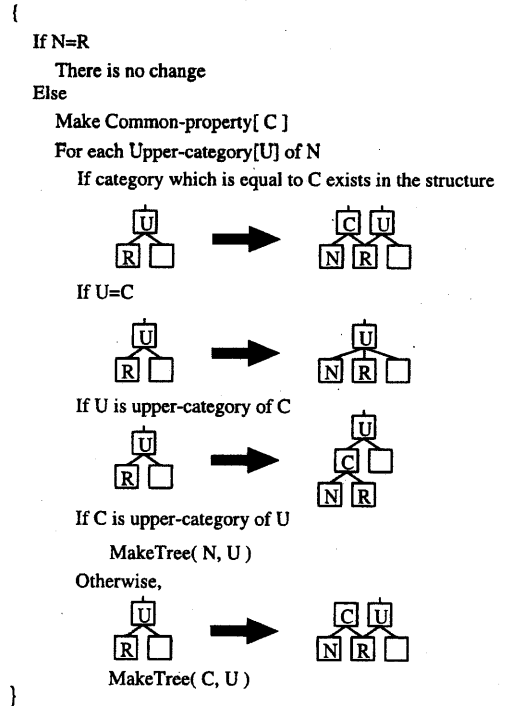 {
If N=R
There is no change
Else
Make Common-property[ C ]
For each Upper-category[U] of N
If category which is equal to C exists in the structure
U C U
R N R
If U=C
U U
R N R
If U is upper-category of C
U U
C
R N R
If C is upper-category of U
MakeTree( N, U )
Otherwise,
U C U
R N R
MakeTree( C, U )
}